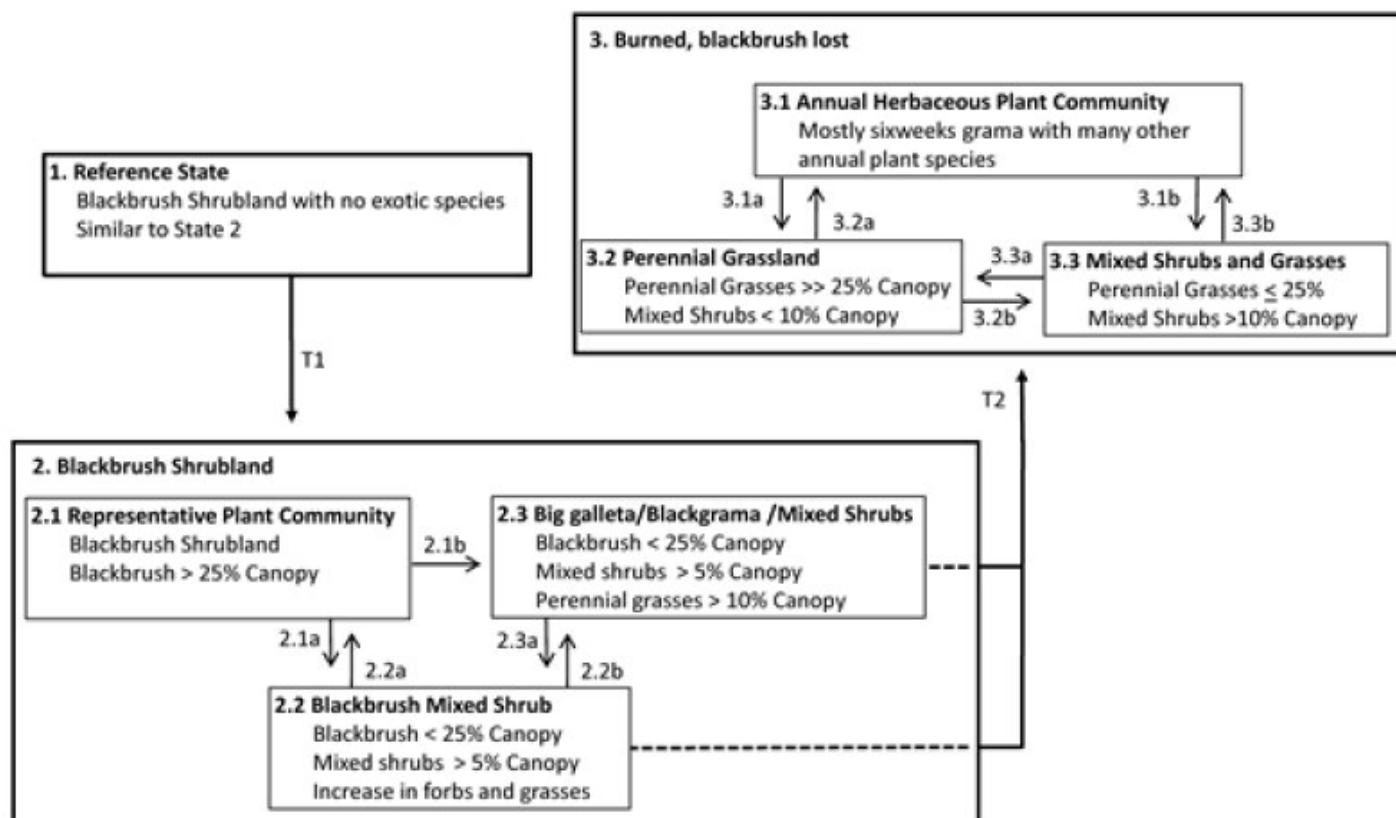 3. Burned, blackbrush lost
3.1 Annual Herbaceous Plant Community
Mostly sixweeks grama with many other
annual plant species
1. Reference State
Blackbrush Shrubland with no exotic species
Similar to State 2
3.1a
3.2a
3.1b
3.3b
3.2 Perennial Grassland
Perennial Grasses >> 25% Canopy
Mixed Shrubs < 10% Canopy
3.3a
3.2b
3.3 Mixed Shrubs and Grasses
Perennial Grasses ≤ 25%
Mixed Shrubs >10% Canopy
T1
T2
2. Blackbrush Shrubland
2.1 Representative Plant Community
Blackbrush Shrubland
Blackbrush > 25% Canopy
2.1b
2.3 Big galleta/Blackgrama /Mixed Shrubs
Blackbrush < 25% Canopy
Mixed shrubs > 5% Canopy
Perennial grasses > 10% Canopy
2.1a
2.2a
2.3a
2.2b
2.2 Blackbrush Mixed Shrub
Blackbrush < 25% Canopy
Mixed shrubs > 5% Canopy
Increase in forbs and grasses